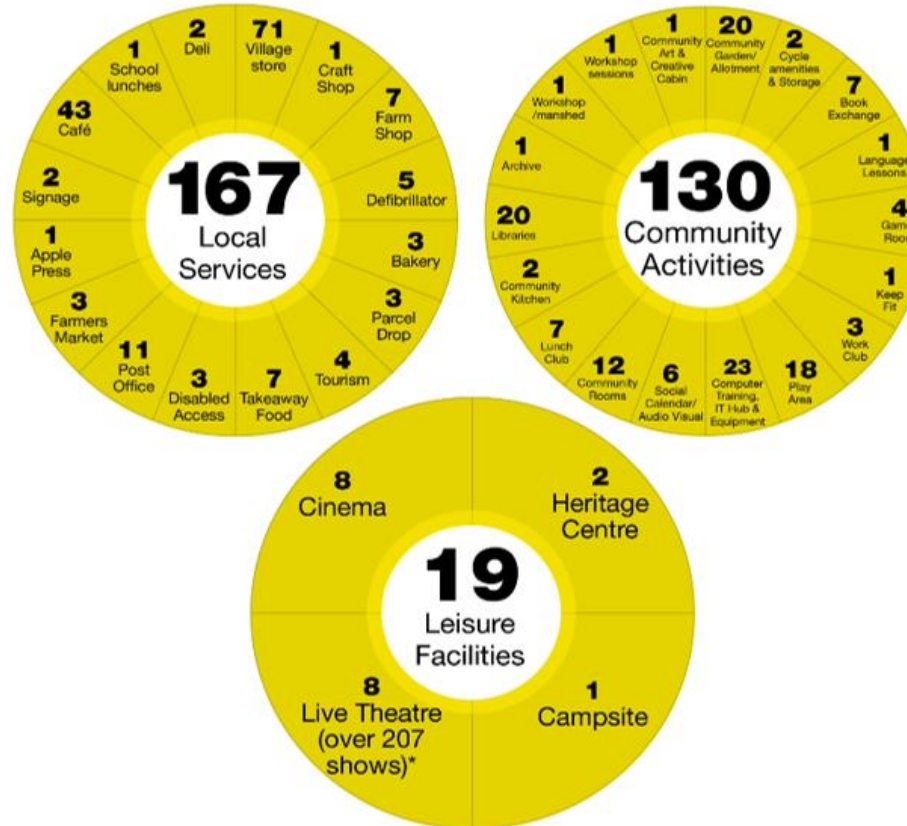 167
Local
Services
2
Deli
71
Village
store
1
Craft
Shop
7
Farm
Shop
5
Defibrillator
3
Bakery
3
Parcel
Drop
4
Tourism
7
Takeaway
Food
3
Disabled
Access
11
Post
Office
3
Farmers
Market
1
Apple
Press
2
Signage
43
Café
1
School
lunches
130
Community
Activities
1
Community
Art &
Creative
Cabin
20
Community
Garden/
Allotment
2
Cycle
amenities
& Storage
7
Book
Exchange
1
Language
Lessons
4
1
Keep
Fit
3
Work
Club
18
Play
Area
23
Computer
Training,
IT Hub &
Equipment
6
Social
Calendar/
Audio Visual
12
Community
Rooms
7
Lunch
Club
2
Community
Kitchen
20
Libraries
1
Archive
1
Workshop
/manshed
1
Workshop
sessions
19
Leisure
Facilities
8
Cinema
2
Heritage
Centre
8
Live Theatre
(over 207
shows)*
1
Campsite